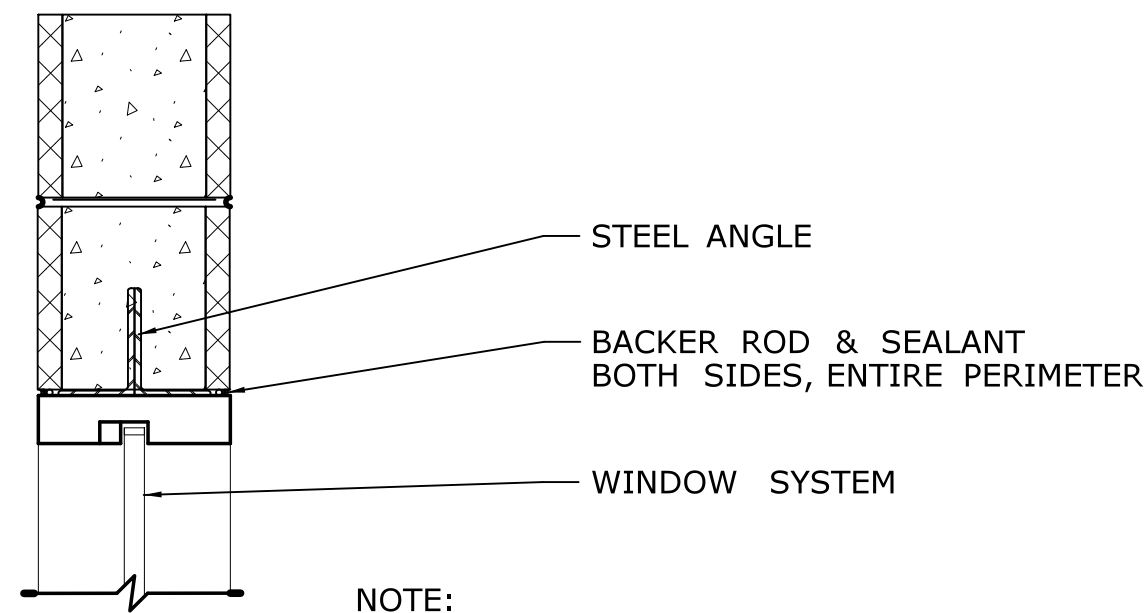 STEEL ANGLE
BACKER ROD & SEALANT
BOTH SIDES, ENTIRE PERIMETER
WINDOW SYSTEM
NOTE: